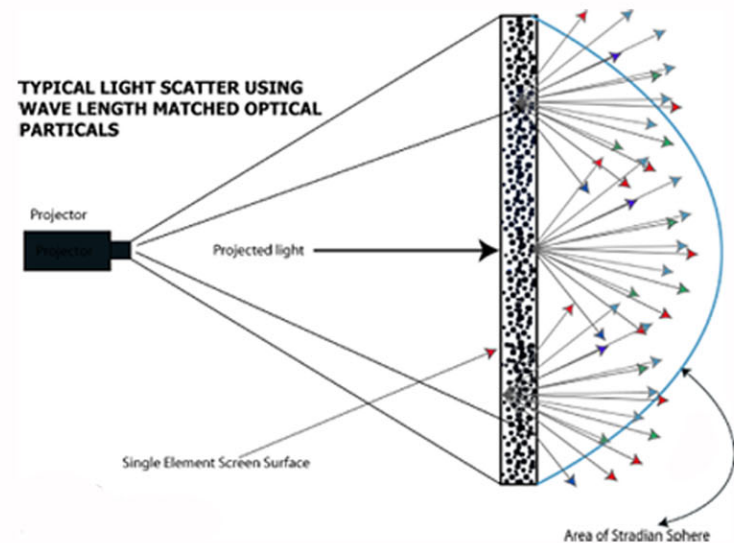 TYPICAL LIGHT SCATTER USING
WAVE LENGTH MATCHED OPTICAL
PARTICALS
Projector
Projector
Projected light
Single Element Screen Surface
Area of Stradian Sphere